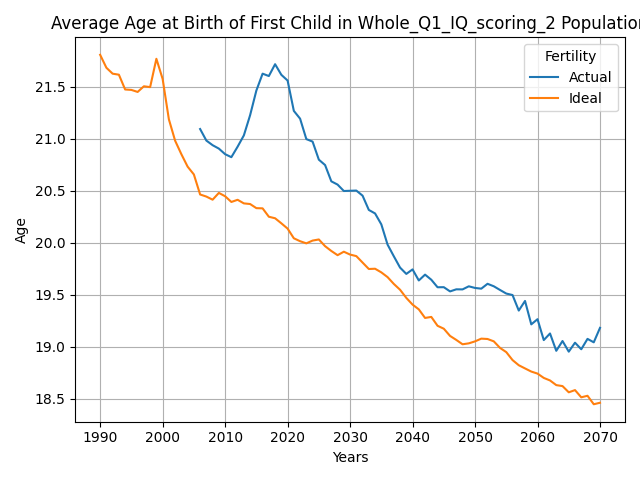 Average Age at Birth of First Child in Whole_Q1_IQ_scoring_2 Population
Fertility
Actual
Ideal
Age
21.5
21.0
20.5
20.0
19.5
19.0
18.5
1990 2000 2010 2020 2030 2040 2050 2060 2070
Years